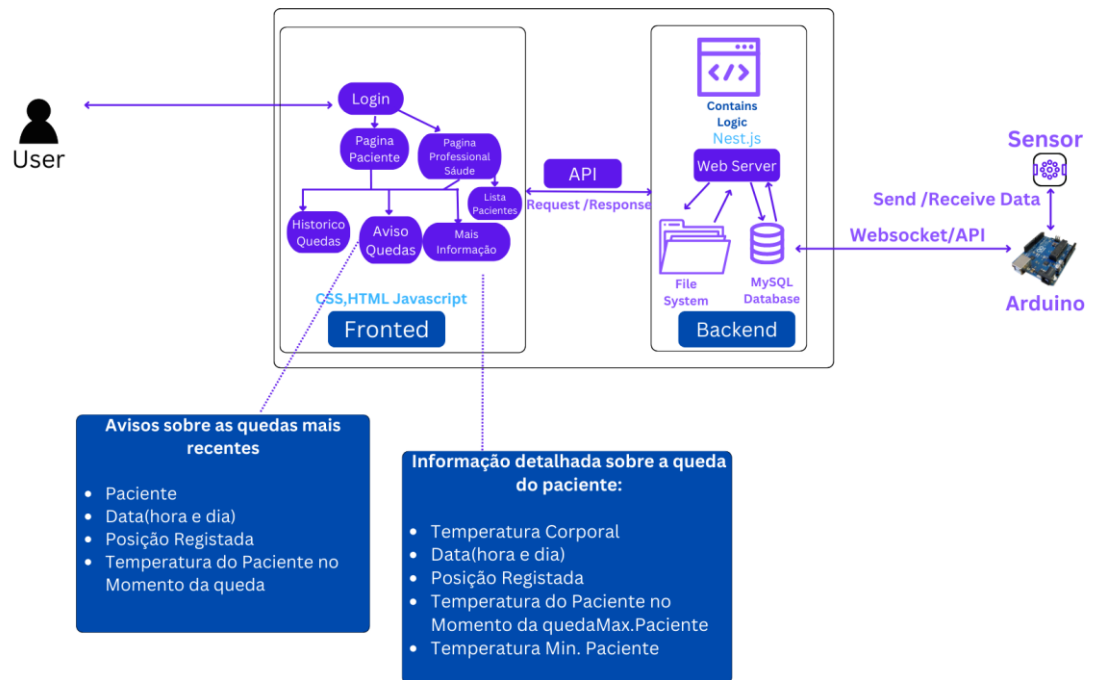 User
Login
Pagina
Paciente
Pagina
Professional
Sáude
Lista
Pacientes
Historico
Quedas
Aviso
Quedas
Mais
Informação
CSS,HTML Javascript
Fronted
API
Request /Response
Contains
Logic
Nest.js
Web Server
File
System
MySQL
Database
Backend
Sensor
Send /Receive Data
Websocket/API
Arduino
Avisos sobre as quedas mais
recentes
• Paciente
• Data(hora e dia)
• Posição Registada
• Temperatura do Paciente no
Momento da queda
Informação detalhada sobre a queda
do paciente:
• Temperatura Corporal
• Data(hora e dia)
• Posição Registada
• Temperatura do Paciente no
Momento da quedaMax.Paciente
• Temperatura Min. Paciente